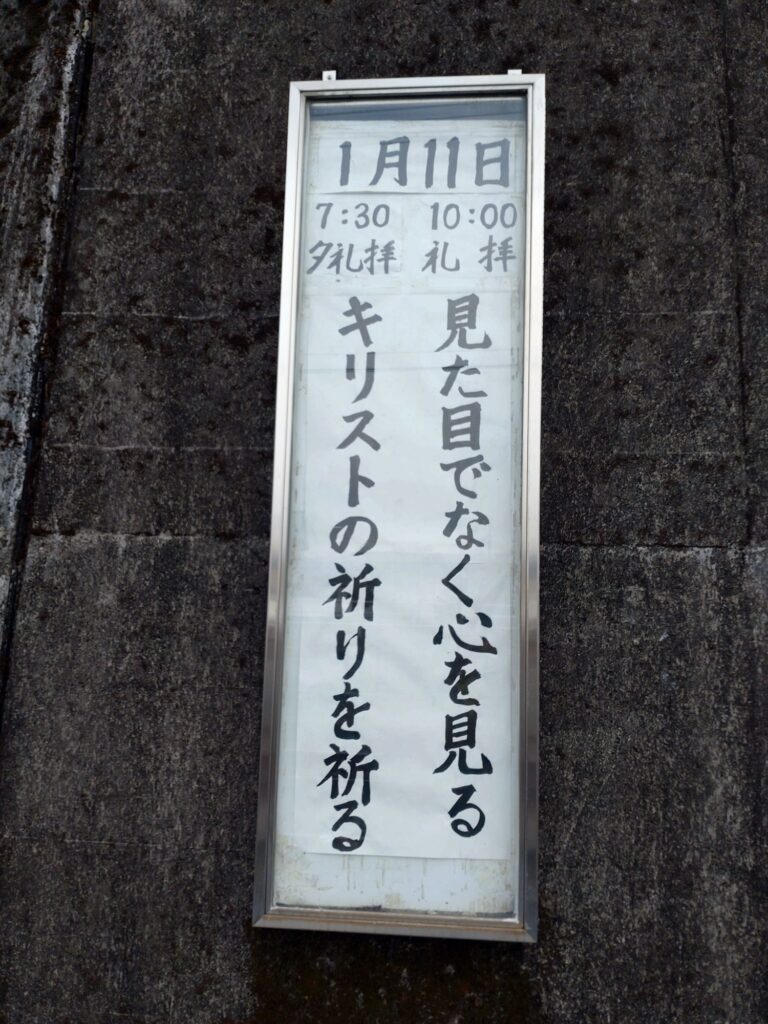 1月11日
10:00
礼拝
見た目でなく心を見る
7:30
夕礼拝
キリストの祈りを祈る